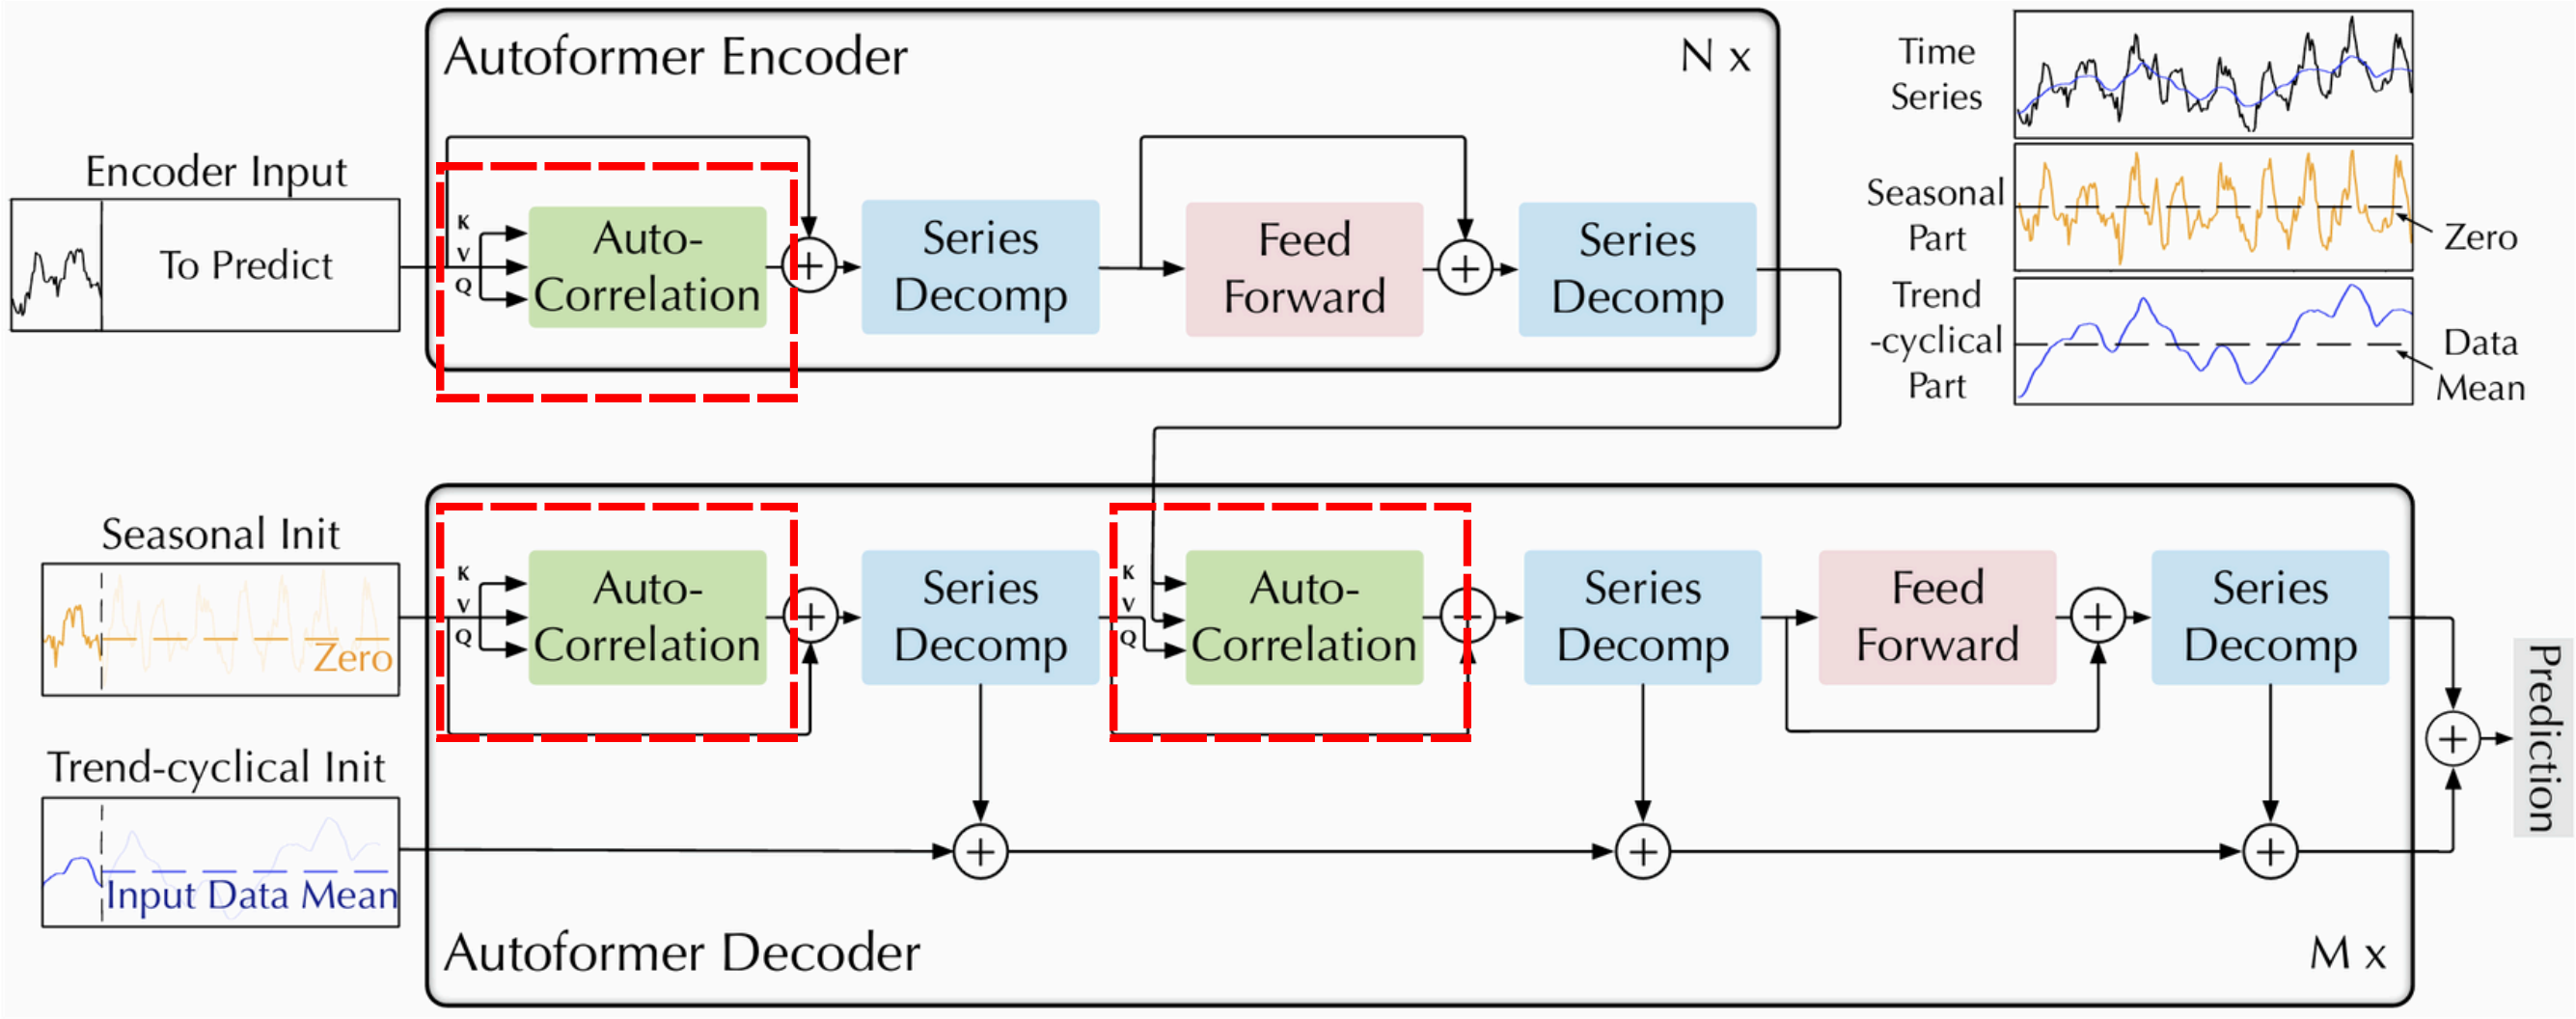 Autoformer Encoder
N x
Encoder Input
To Predict
K
V
Q
Auto-
Correlation
Series
Decomp
Feed
Forward
Series
Decomp
Time
Series
Seasonal
Part
Zero
Trend
-cyclical
Part
Data
Mean
Seasonal Init
Zero
Trend-cyclical Init
Input Data Mean
K
V
Q
Auto-
Correlation
Series
Decomp
K
V
Q
Auto-
Correlation
Series
Decomp
Feed
Forward
Series
Decomp
Prediction
Autoformer Decoder
M x